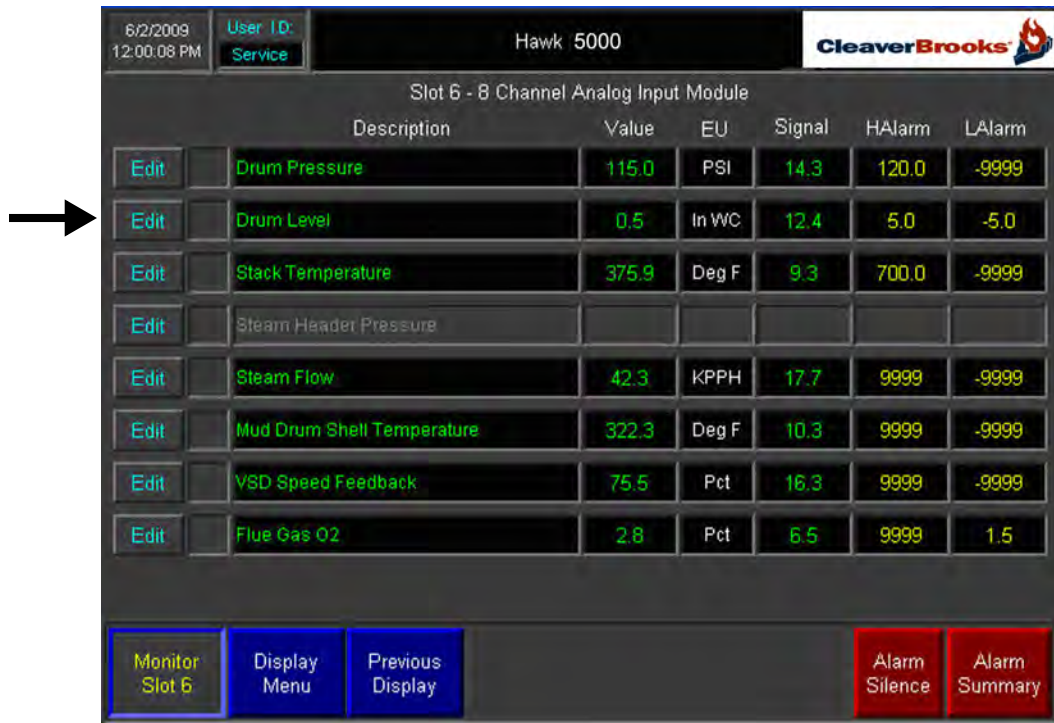 6/2/2009 User I.D: Hawk 5000 CleaverBrooks
12:00:08 PM Service
Slot 6 - 8 Channel Analog Input Module
Description Value EU Signal HAlarm LAlarm
Edit Drum Pressure 115.0 PSI 14.3 120.0 -9999
Edit Drum Level 0.5 In WC 12.4 5.0 -5.0
Edit Stack Temperature 375.9 Deg F 9.3 700.0 -9999
Edit Steam Header Pressure
Edit Steam Flow 42.3 KPPH 17.7 9999 -9999
Edit Mud Drum Shell Temperature 322.3 Deg F 10.3 9999 -9999
Edit VSD Speed Feedback 75.5 Pct 16.3 9999 -9999
Edit Flue Gas O2 2.8 Pct 6.5 9999 1.5
Monitor Display Previous Alarm Alarm
Slot 6 Menu Display Silence Summary